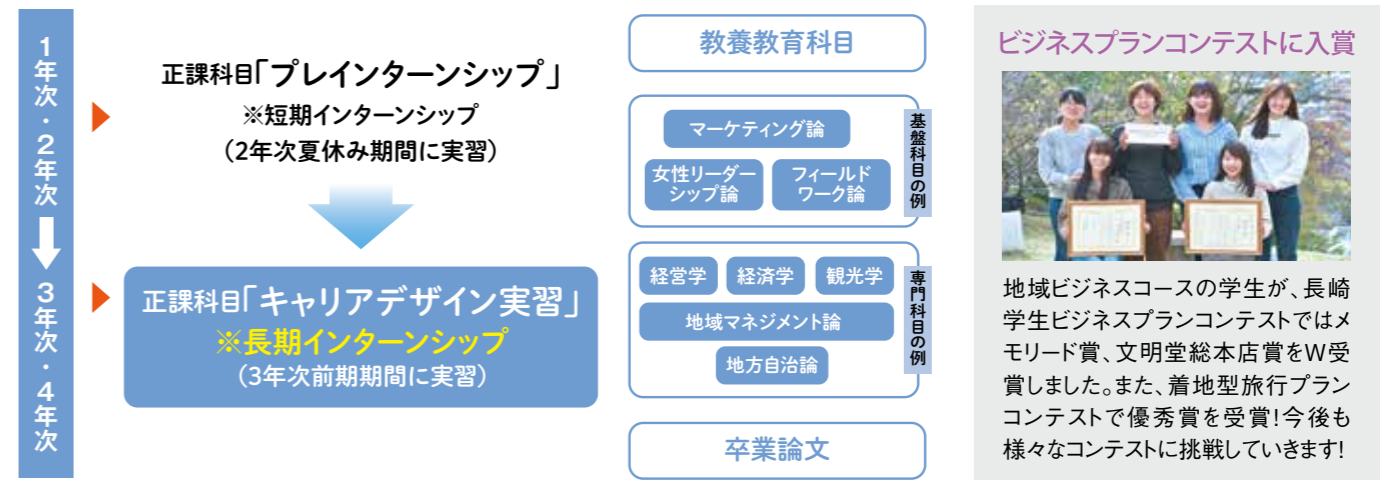 1年次・2年次
3年次・4年次
正課科目「プレインターンシップ」
※短期インターンシップ
（2年次夏休み期間に実習）
正課科目「キャリアデザイン実習」
※長期インターンシップ
（3年次前期期間に実習）
教養教育科目
基盤科目の例
マーケティング論
女性リーダー
シップ論
フィールド
ワーク論
専門科目の例
経営学
経済学
観光学
地域マネジメント論
地方自治論
卒業論文
ビジネスプランコンテストに入賞
地域ビジネスコースの学生が、長崎
学生ビジネスプランコンテストではメ
モリード賞、文明堂総本店賞をW受
賞しました。また、着地型旅行プラン
コンテストで優秀賞を受賞！今後も
様々なコンテストに挑戦していきます！